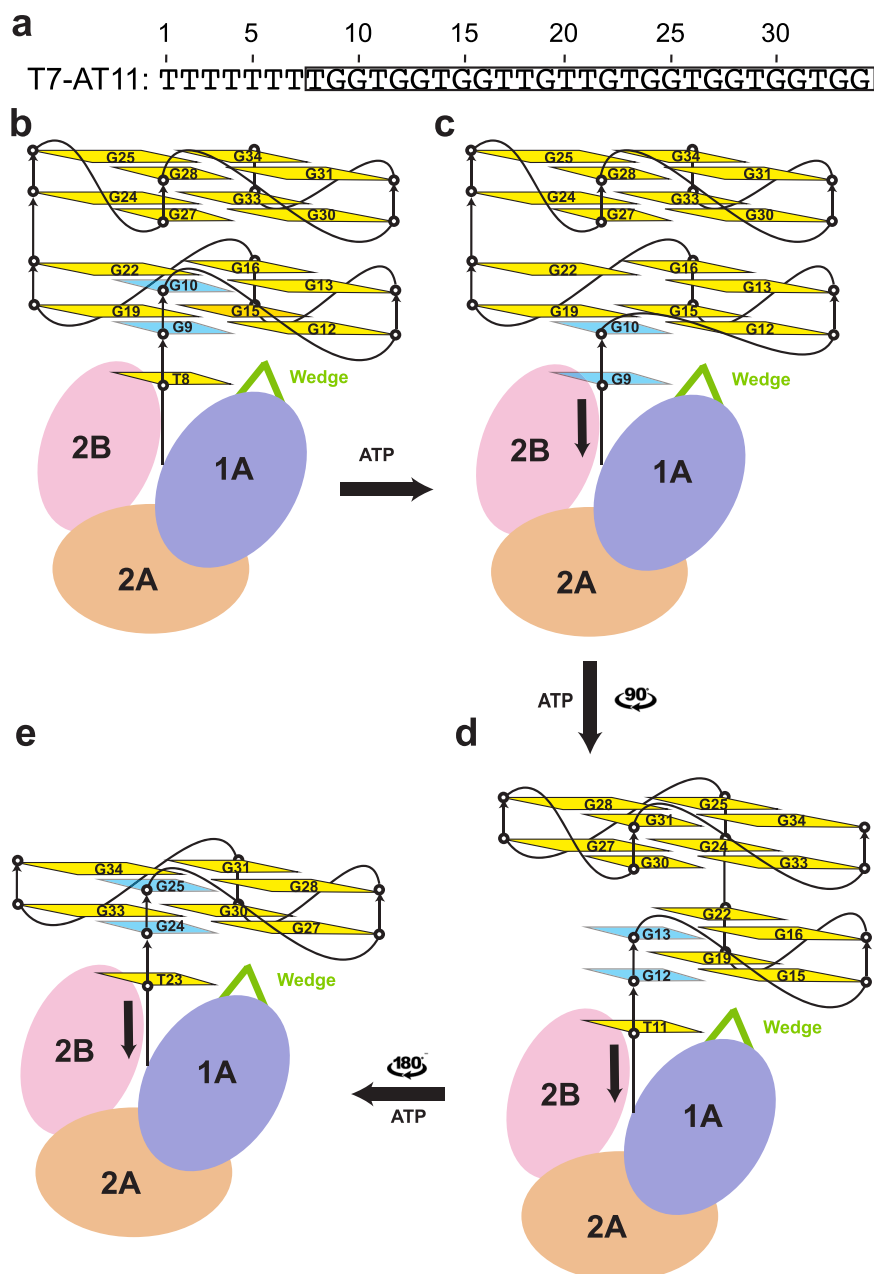 a
1 5 10 15 20 25 30
T7-AT11: TTTTTTTTGGTGGTGGTTGTTGTGGTGGTGGTGG
b
G25 G34
G28 G31
G24 G33
G27 G30
G22 G16
G10 G13
G19 G15
G9 G12
T8
Wedge
2B
1A
2A
ATP
c
G25 G34
G28 G31
G24 G33
G27 G30
G22 G16
G13
G19 G15
G10 G12
G9
Wedge
2B
1A
2A
ATP 90°
d
G28 G25
G31 G34
G27 G24
G30 G33
G22
G13 G16
G19
G12 G15
T11
Wedge
2B
1A
2A
180°
ATP
e
G34 G31
G25 G28
G33 G30
G24 G27
T23
Wedge
2B
1A
2A